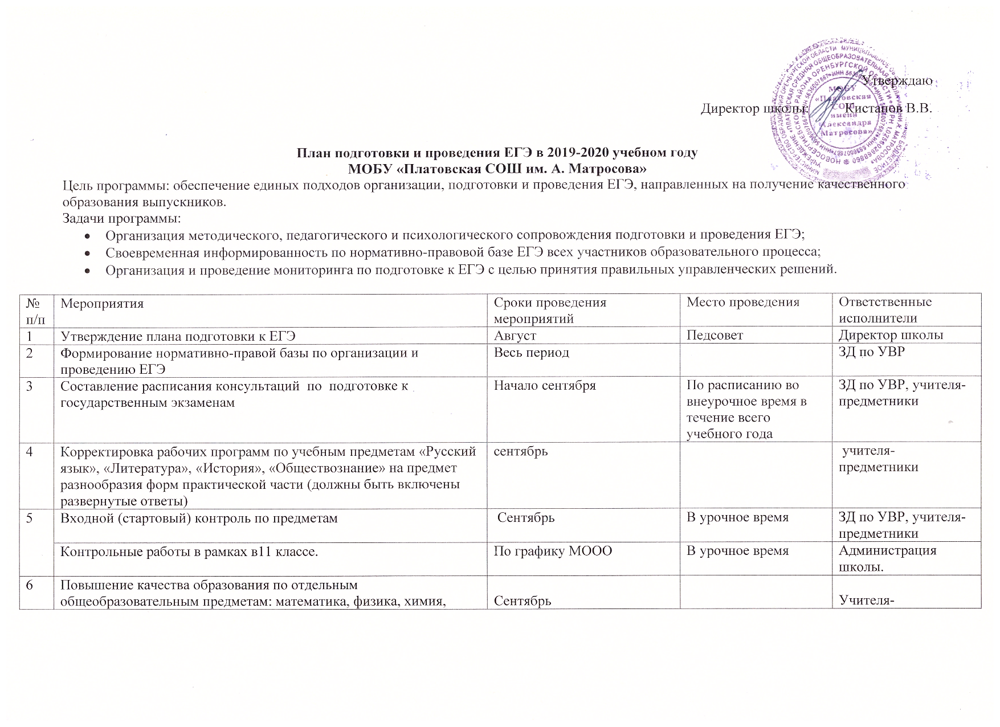 Утверждаю
Директор школы: Кистанов В.В.
МОБУ
«Платовская
СОШ
имени
Александра
Матросова»
План подготовки и проведения ЕГЭ в 2019-2020 учебном году
МОБУ «Платовская СОШ им. А. Матросова»
Цель программы: обеспечение единых подходов организации, подготовки и проведения ЕГЭ, направленных на получение качественного
образования выпускников.
Задачи программы:
• Организация методического, педагогического и психологического сопровождения подготовки и проведения ЕГЭ;
• Своевременная информированность по нормативно-правовой базе ЕГЭ всех участников образовательного процесса;
• Организация и проведение мониторинга по подготовке к ЕГЭ с целью принятия правильных управленческих решений.
№
п/п
Мероприятия
Сроки проведения
мероприятий
Место проведения
Ответственные
исполнители
1
Утверждение плана подготовки к ЕГЭ
Август
Педсовет
Директор школы
2
Формирование нормативно-правой базы по организации и
проведению ЕГЭ
Весь период
ЗД по УВР
3
Составление расписания консультаций по подготовке к
государственным экзаменам
Начало сентября
По расписанию во
внеурочное время в
течение всего
учебного года
ЗД по УВР, учителя-
предметники
4
Корректировка рабочих программ по учебным предметам «Русский
язык», «Литература», «История», «Обществознание» на предмет
разнообразия форм практической части (должны быть включены
развернутые ответы)
сентябрь
учителя-
предметники
5
Входной (стартовый) контроль по предметам
Сентябрь
В урочное время
ЗД по УВР, учителя-
предметники
Контрольные работы в рамках в11 классе.
По графику МООО
В урочное время
Администрация
школы.
6
Повышение качества образования по отдельным
общеобразовательным предметам: математика, физика, химия,
Сентябрь
Учителя-